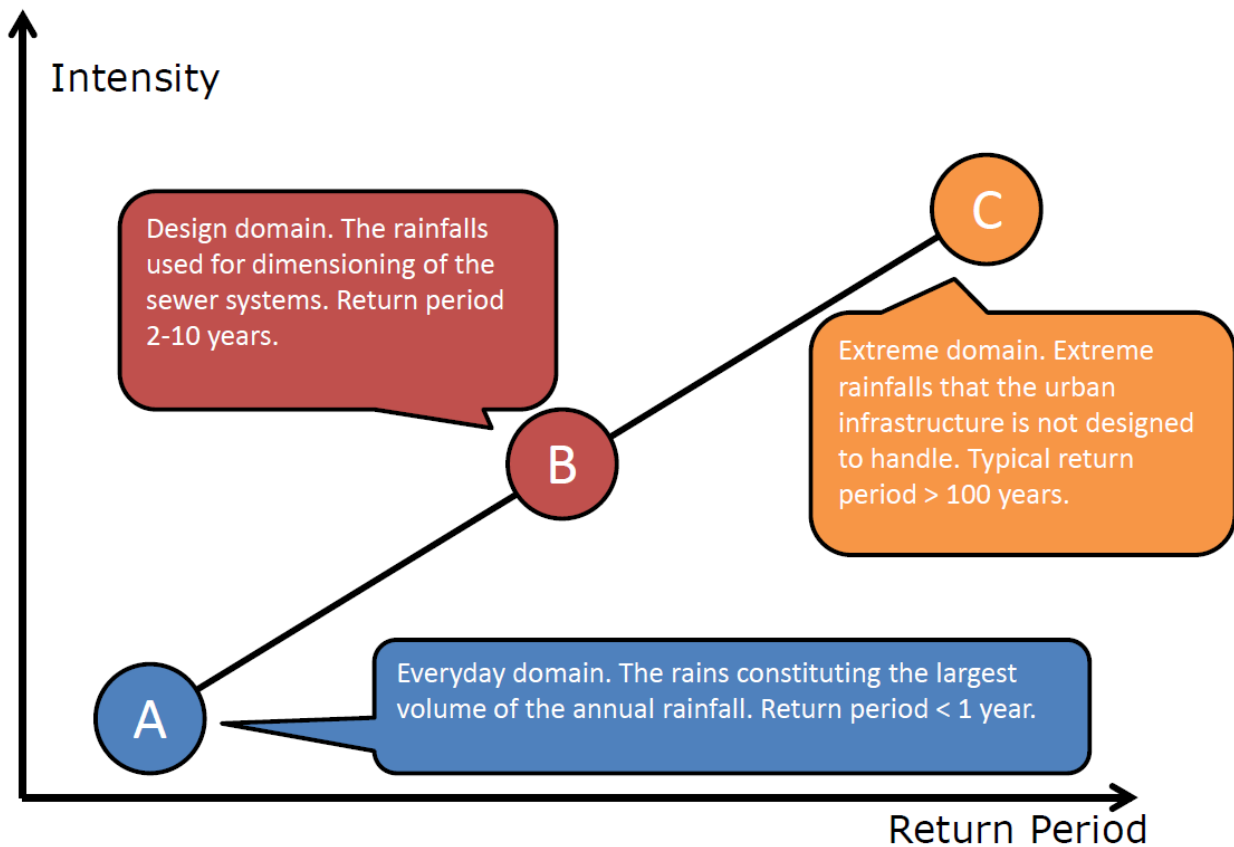 Intensity
C
Design domain. The rainfalls
used for dimensioning of the
sewer systems. Return period
2-10 years.
Extreme domain. Extreme
rainfalls that the urban
infrastructure is not designed
to handle. Typical return
period > 100 years.
B
Everyday domain. The rains constituting the largest
volume of the annual rainfall. Return period < 1 year.
A
Return Period